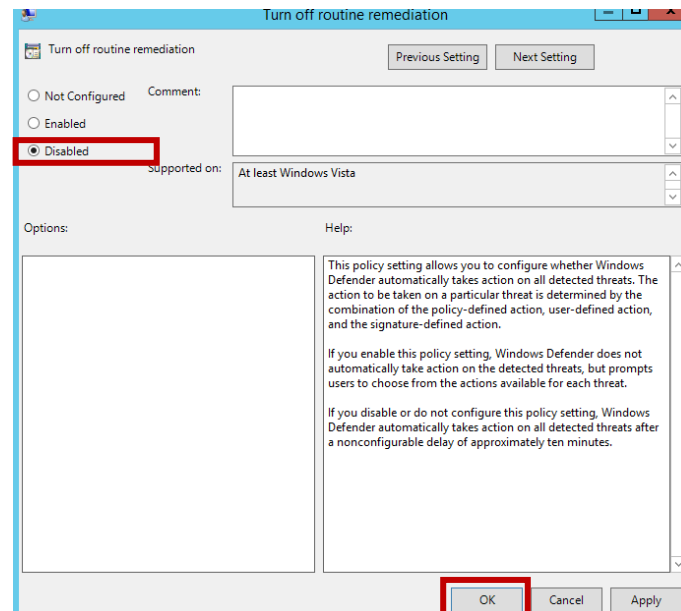 Turn off routine remediation
Turn off routine remediation
Previous Setting
Next Setting
Not Configured
Comment:
Enabled
Disabled
Supported on:
At least Windows Vista
Options:
Help:
This policy setting allows you to configure whether Windows
Defender automatically takes action on all detected threats. The
action to be taken on a particular threat is determined by the
combination of the policy-defined action, user-defined action,
and the signature-defined action.
If you enable this policy setting, Windows Defender does not
automatically take action on the detected threats, but prompts
users to choose from the actions available for each threat.
If you disable or do not configure this policy setting, Windows
Defender automatically takes action on all detected threats after
a nonconfigurable delay of approximately ten minutes.
OK
Cancel
Apply